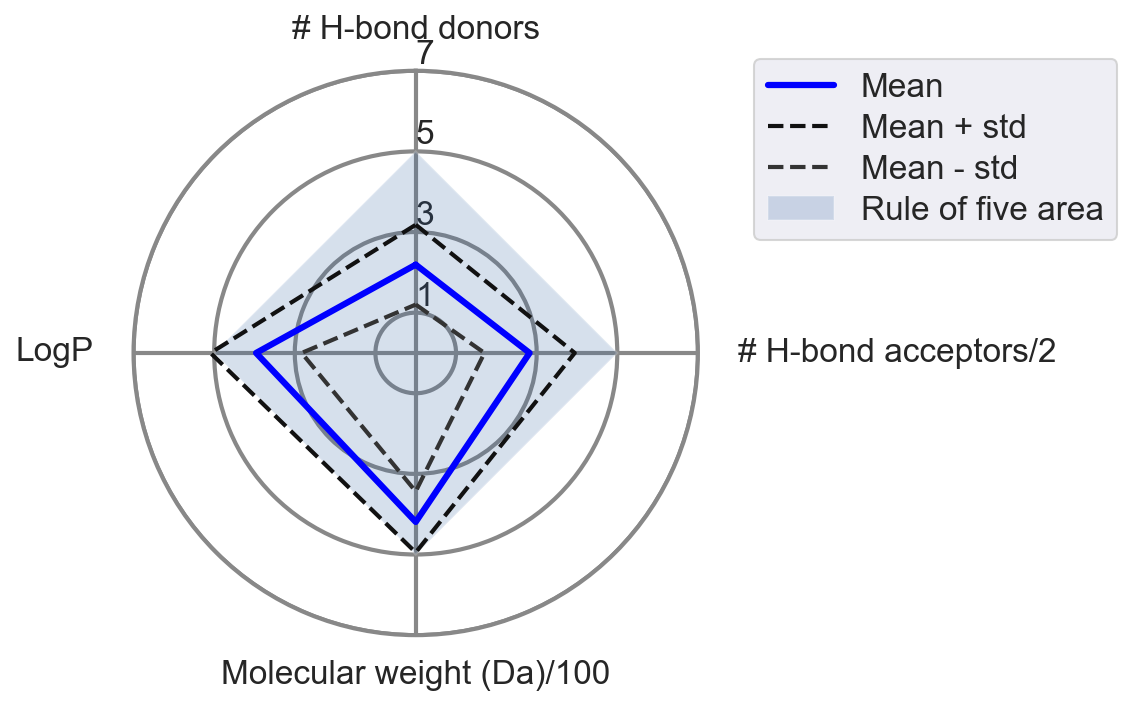 # H-bond donors
7
5
3
1
LogP
# H-bond acceptors/2
Molecular weight (Da)/100
Mean
Mean + std
Mean - std
Rule of five area